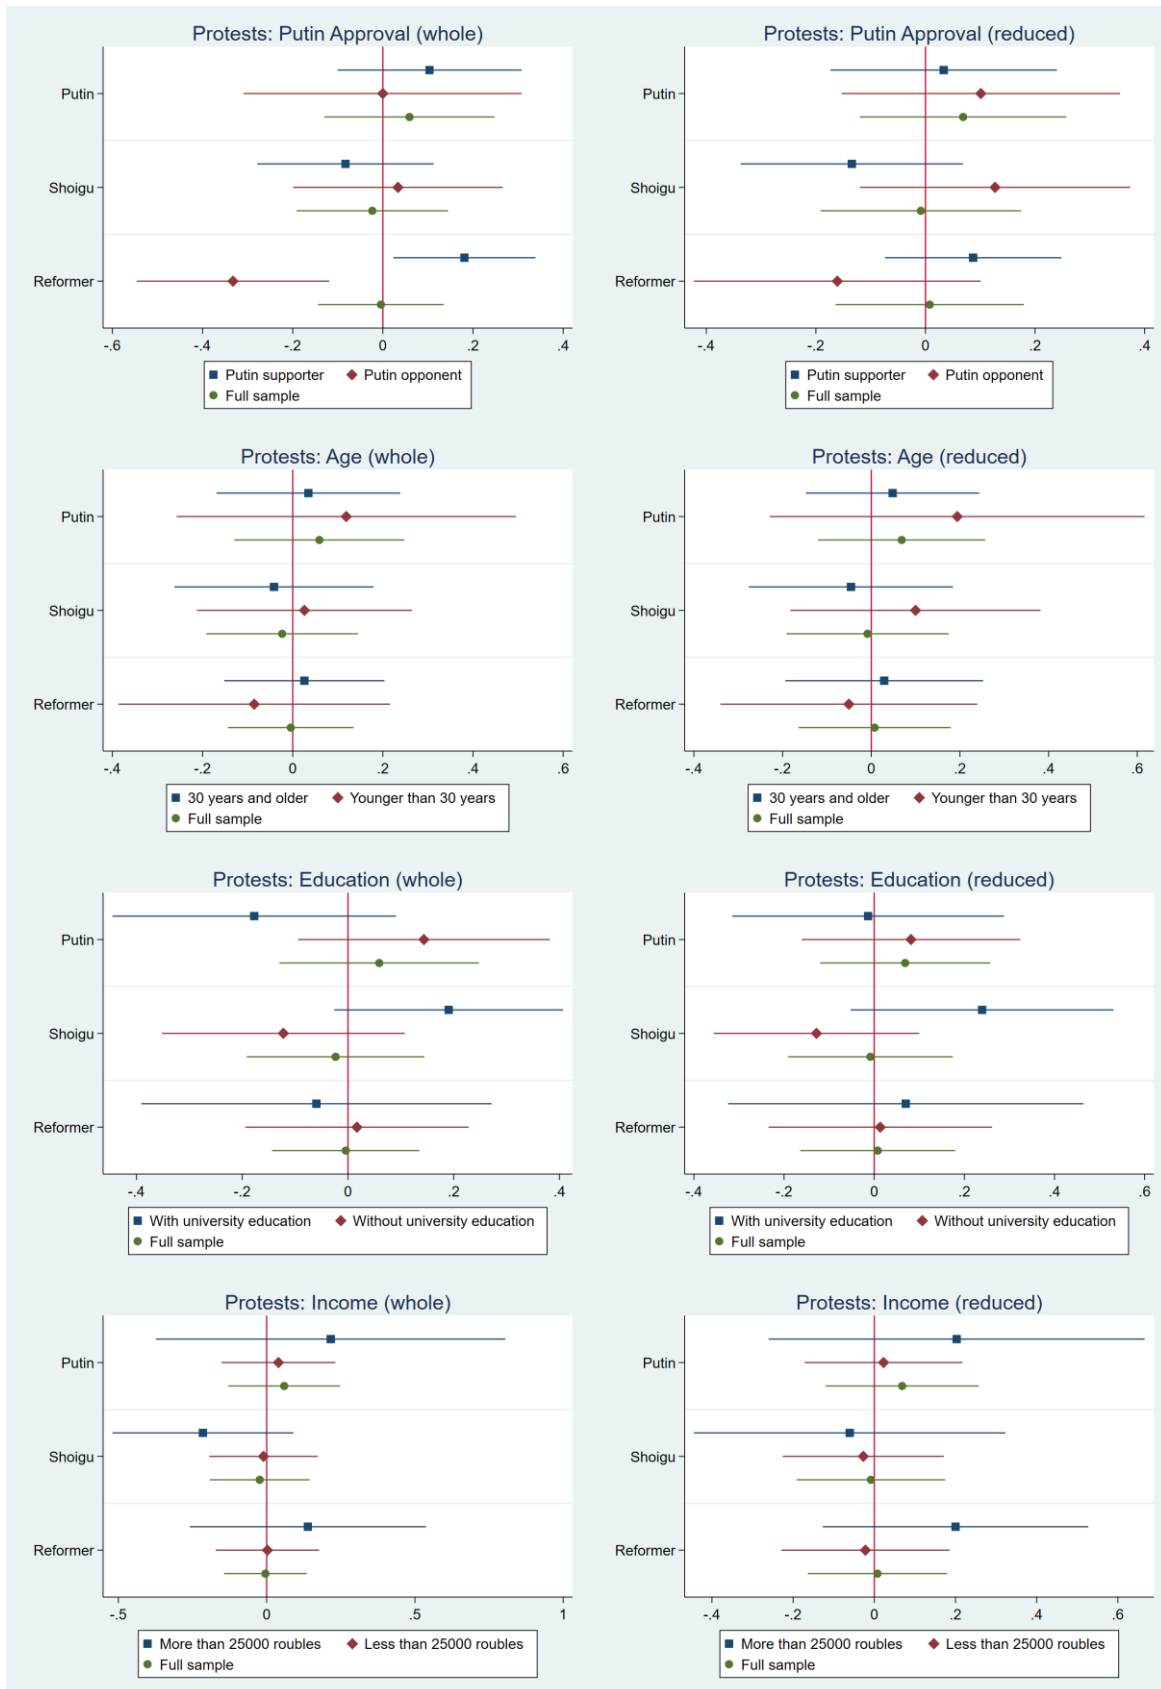 Protests: Putin Approval (whole)
Putin
Shoigu
Reformer
-.6 -.4 -.2 0 .2 .4
Putin supporter Putin opponent
Full sample
Protests: Putin Approval (reduced)
Putin
Shoigu
Reformer
-.4 -.2 0 .2 .4
Putin supporter Putin opponent
Full sample
Protests: Age (whole)
Putin
Shoigu
Reformer
-.4 -.2 0 .2 .4 .6
30 years and older Younger than 30 years
Full sample
Protests: Age (reduced)
Putin
Shoigu
Reformer
-.4 -.2 0 .2 .4 .6
30 years and older Younger than 30 years
Full sample
Protests: Education (whole)
Putin
Shoigu
Reformer
-.4 -.2 0 .2 .4
With university education Without university education
Full sample
Protests: Education (reduced)
Putin
Shoigu
Reformer
-.4 -.2 0 .2 .4 .6
With university education Without university education
Full sample
Protests: Income (whole)
Putin
Shoigu
Reformer
-.5 0 .5 1
More than 25000 roubles Less than 25000 roubles
Full sample
Protests: Income (reduced)
Putin
Shoigu
Reformer
-.4 -.2 0 .2 .4 .6
More than 25000 roubles Less than 25000 roubles
Full sample